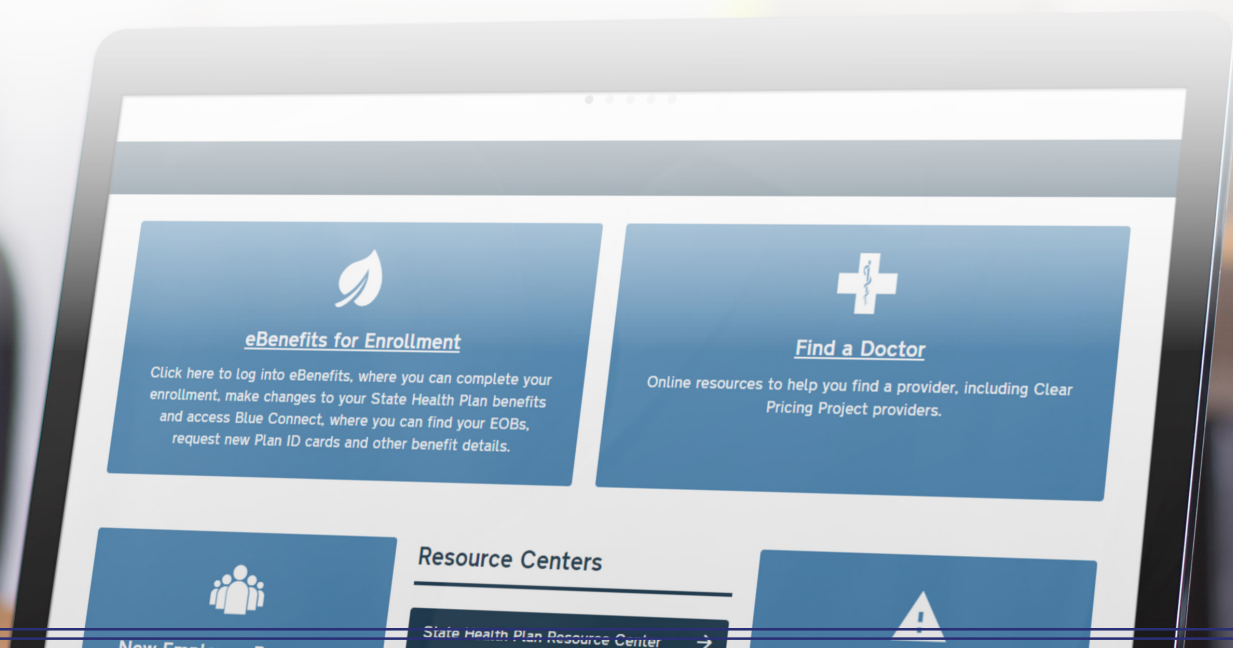 eBenefits for Enrollment
Click here to log into eBenefits, where you can complete your
enrollment, make changes to your State Health Plan benefits
and access Blue Connect, where you can find your EOBs,
request new Plan ID cards and other benefit details.
Find a Doctor
Online resources to help you find a provider, including Clear
Pricing Project providers.
Resource Centers
State Health Plan Resource Center